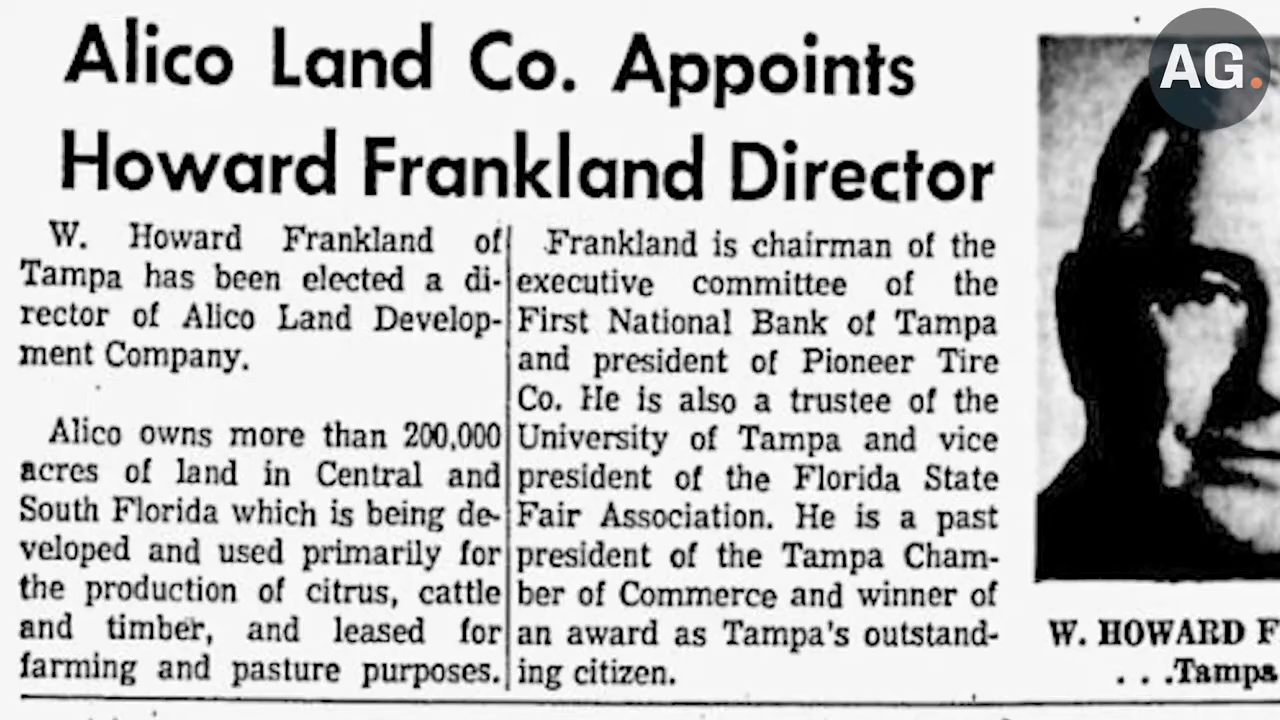 AG.
Alico Land Co. Appoints
Howard Frankland Director
W. Howard Frankland of
Tampa has been elected a di-
rector of Alico Land Develop-
ment Company.
Alico owns more than 200,000
acres of land in Central and
South Florida which is being de-
veloped and used primarily for
the production of citrus, cattle
and timber, and leased for
farming and pasture purposes.
Frankland is chairman of the
executive committee of the
First National Bank of Tampa
and president of Pioneer Tire
Co. He is also a trustee of the
University of Tampa and vice
president of the Florida State
Fair Association. He is a past
president of the Tampa Cham-
ber of Commerce and winner of
an award as Tampa's outstand-
ing citizen.
W. HOWARD F
. . .Tampa